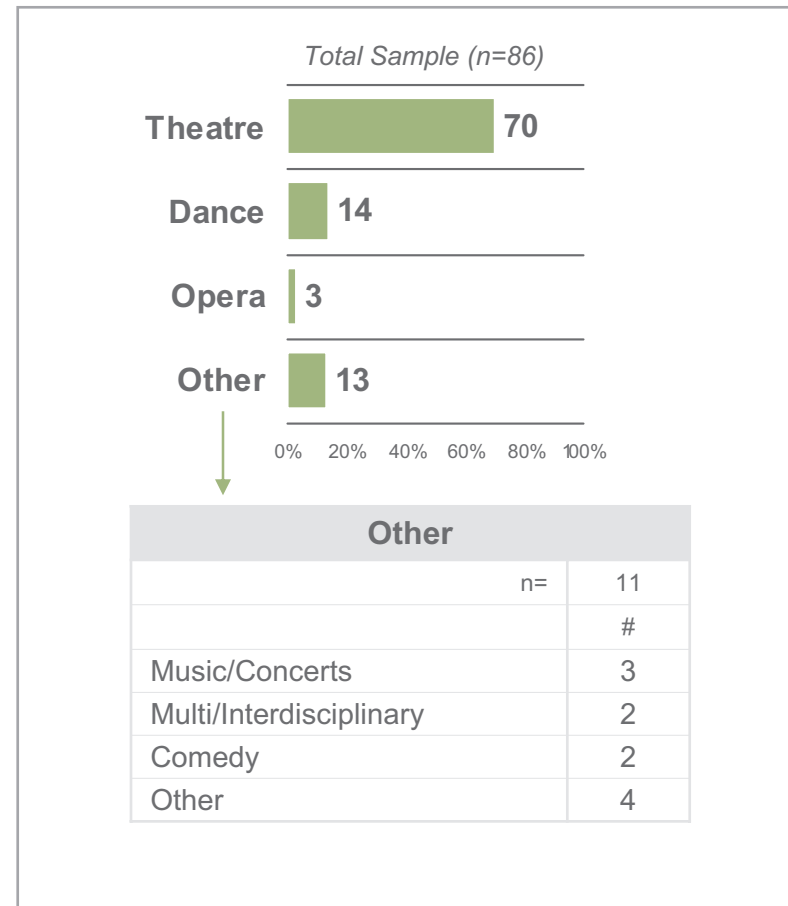 Total Sample (n=86)
Theatre 70
Dance 14
Opera 3
Other 13
0% 20% 40% 60% 80% 100%
Other
n= 11
#
Music/Concerts 3
Multi/Interdisciplinary 2
Comedy 2
Other 4